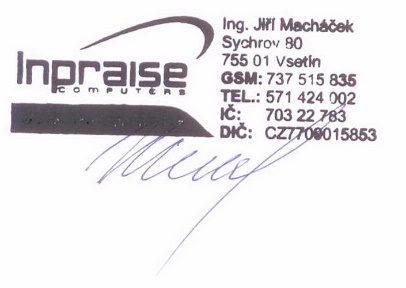 Inpraise
COMPUTERS
Ing. Jiří Macháček
Sychrov 80
755 01 Vsetín
GSM: 737 515 835
TEL.: 571 424 002
IČ: 703 22 783
DIČ: CZ7709015853